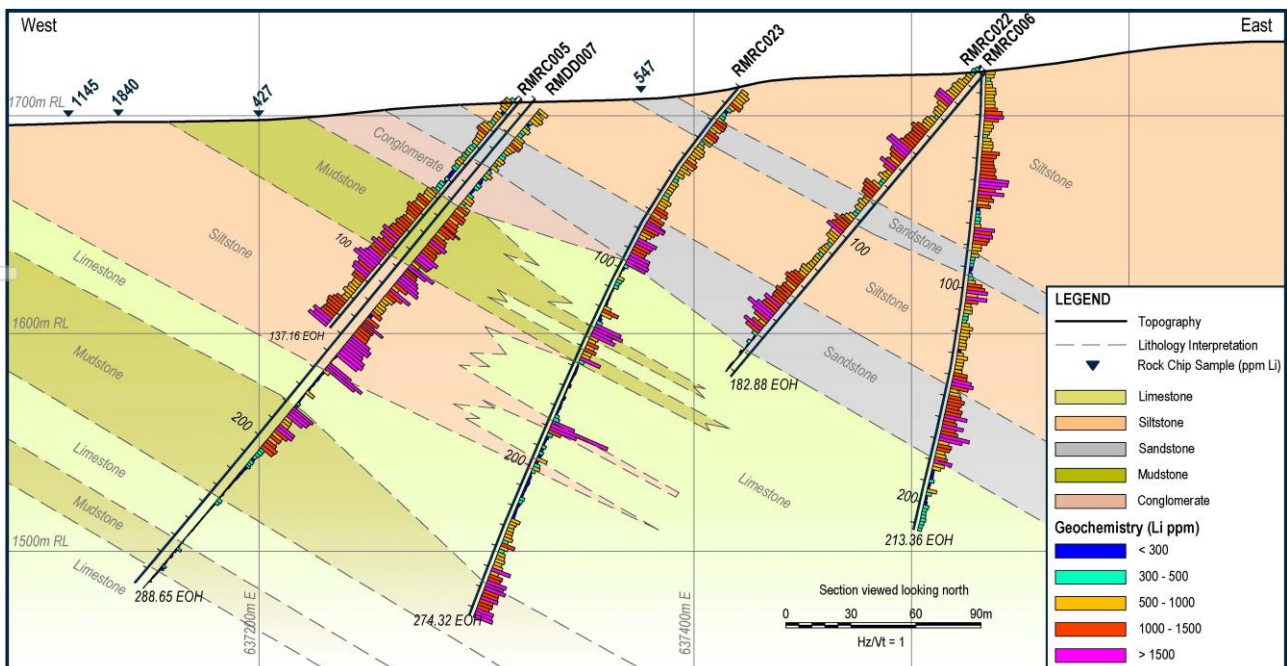 West
East
RMRC005
RMDD007
RMRC023
RMRC022
RMRC006
1145
1840
427
547
1700m RL
1600m RL
1500m RL
Conglomerate
Mudstone
Siltstone
Limestone
Mudstone
Limestone
Mudstone
Limestone
Siltstone
Sandstone
Siltstone
Sandstone
Limestone
100
200
100
200
100
100
200
137.16 EOH
288.65 EOH
274.32 EOH
182.88 EOH
213.36 EOH
637200m E
637400m E
Section viewed looking north
0 30 60 90m
Hz/Vt = 1
LEGEND
Topography
Lithology Interpretation
Rock Chip Sample (ppm Li)
Limestone
Siltstone
Sandstone
Mudstone
Conglomerate
Geochemistry (Li ppm)
< 300
300 - 500
500 - 1000
1000 - 1500
> 1500